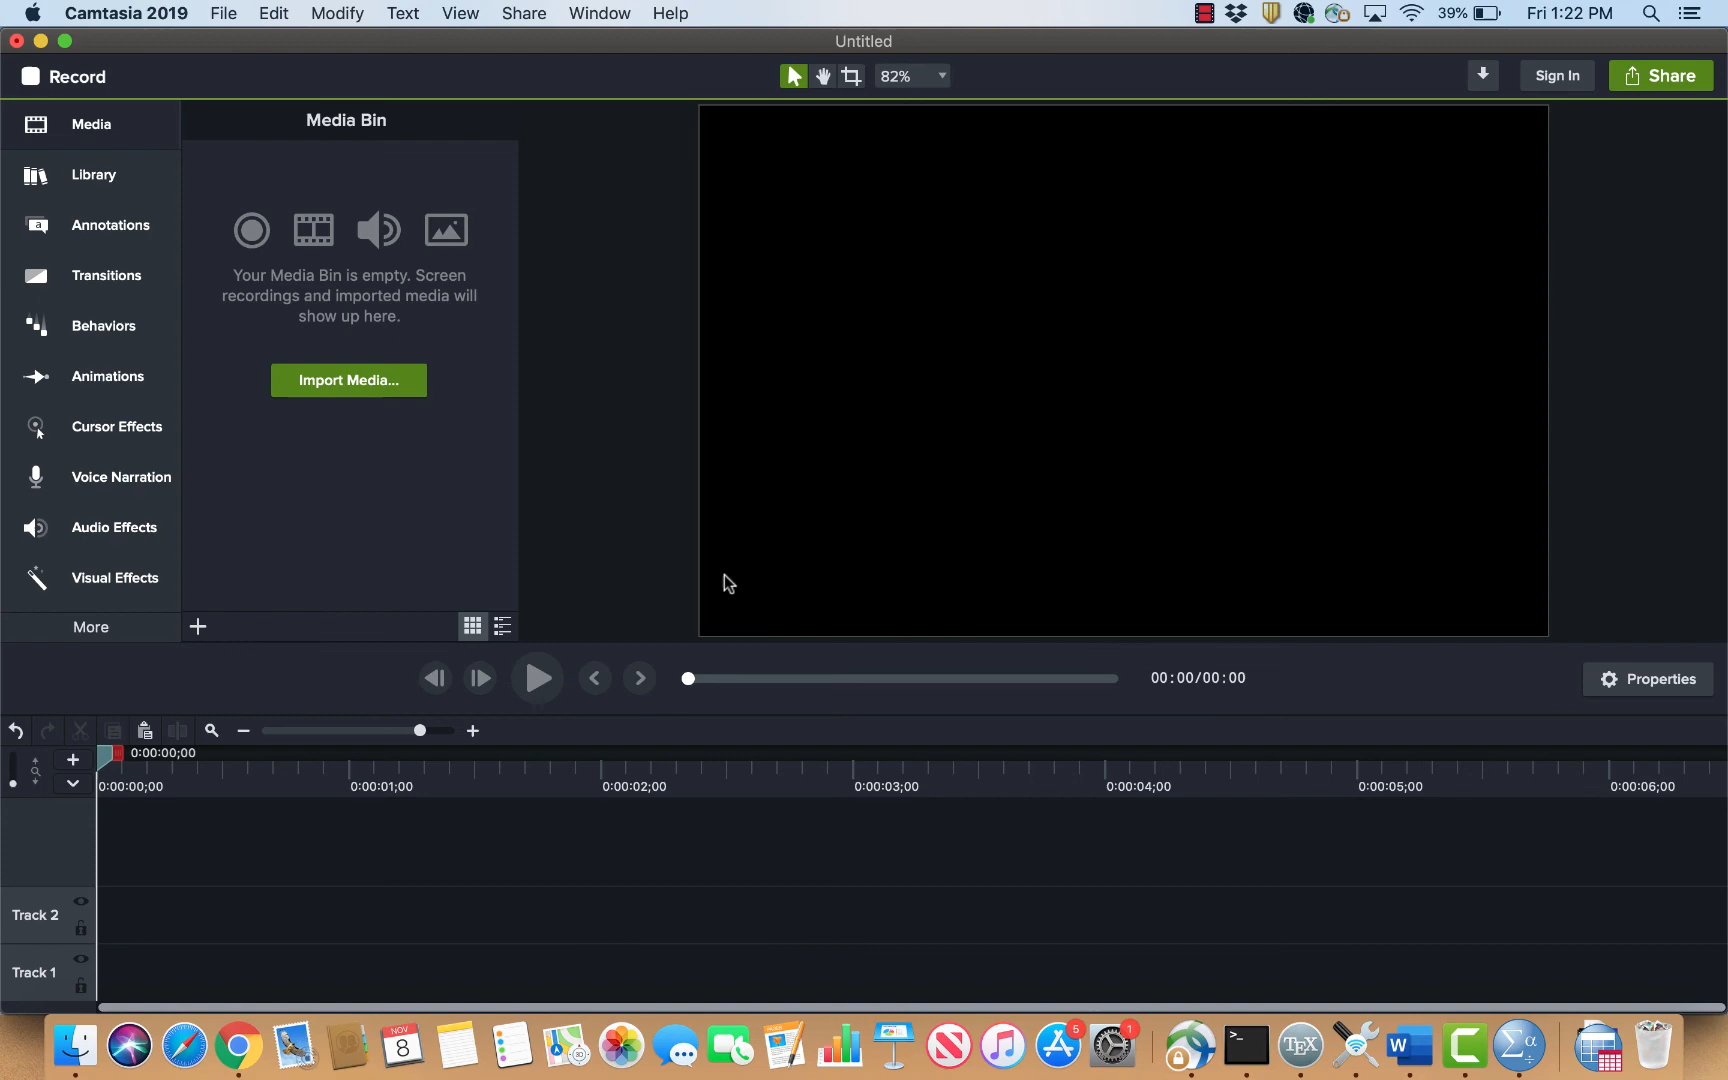 Camtasia 2019 File Edit Modify Text View Share Window Help 39% Fri 1:22 PM
Untitled
Record 82% Sign In Share
Media
Library
Annotations
Transitions
Behaviors
Animations
Cursor Effects
Voice Narration
Audio Effects
Visual Effects
More
Media Bin
Your Media Bin is empty. Screen
recordings and imported media will
show up here.
Import Media...
00:00/00:00
Properties
0:00:00;00
0:00:00;00 0:00:01;00 0:00:02;00 0:00:03;00 0:00:04;00 0:00:05;00 0:00:06;00
Track 2
Track 1
NOV
8
PAGES
5
1
TEX
W
C
Σα